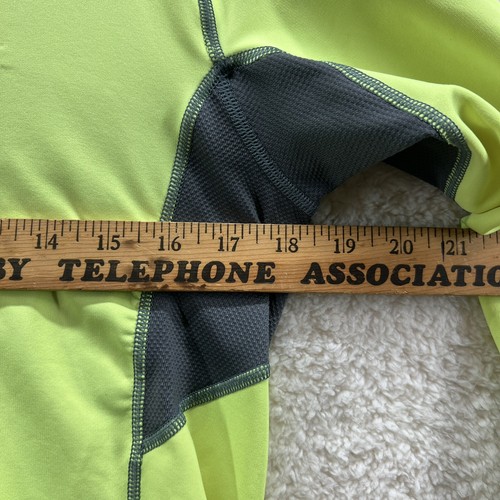 14 15 16 17 18 19 20 21
BY TELEPHONE ASSOCIATIO